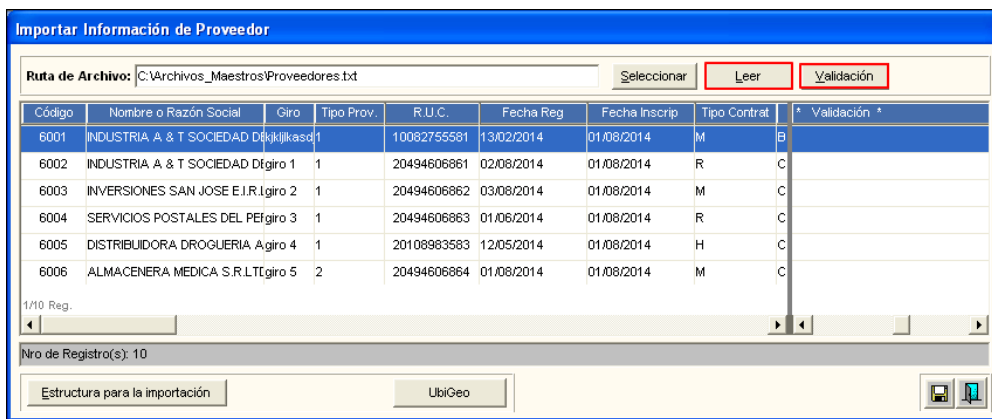 Importar Información de Proveedor
Ruta de Archivo: C:\Archivos_Maestros\Proveedores.txt Seleccionar Leer Validación
Código Nombre o Razón Social Giro Tipo Prov. R.U.C. Fecha Reg Fecha Inscrip Tipo Contrat * Validación *
6001 INDUSTRIA A & T SOCIEDAD DE kjkljlkasd 1 10082755581 13/02/2014 01/08/2014 M B
6002 INDUSTRIA A & T SOCIEDAD DE giro 1 1 20494606861 02/08/2014 01/08/2014 R C
6003 INVERSIONES SAN JOSE E.I.R.L giro 2 1 20494606862 03/08/2014 01/08/2014 M C
6004 SERVICIOS POSTALES DEL PER giro 3 1 20494606863 01/06/2014 01/08/2014 R C
6005 DISTRIBUIDORA DROGUERIA A giro 4 1 20108983583 12/05/2014 01/08/2014 H C
6006 ALMACENERA MEDICA S.R.LTD giro 5 2 20494606864 01/08/2014 01/08/2014 M C
1/10 Reg.
Nro de Registro(s): 10
Estructura para la importación UbiGeo